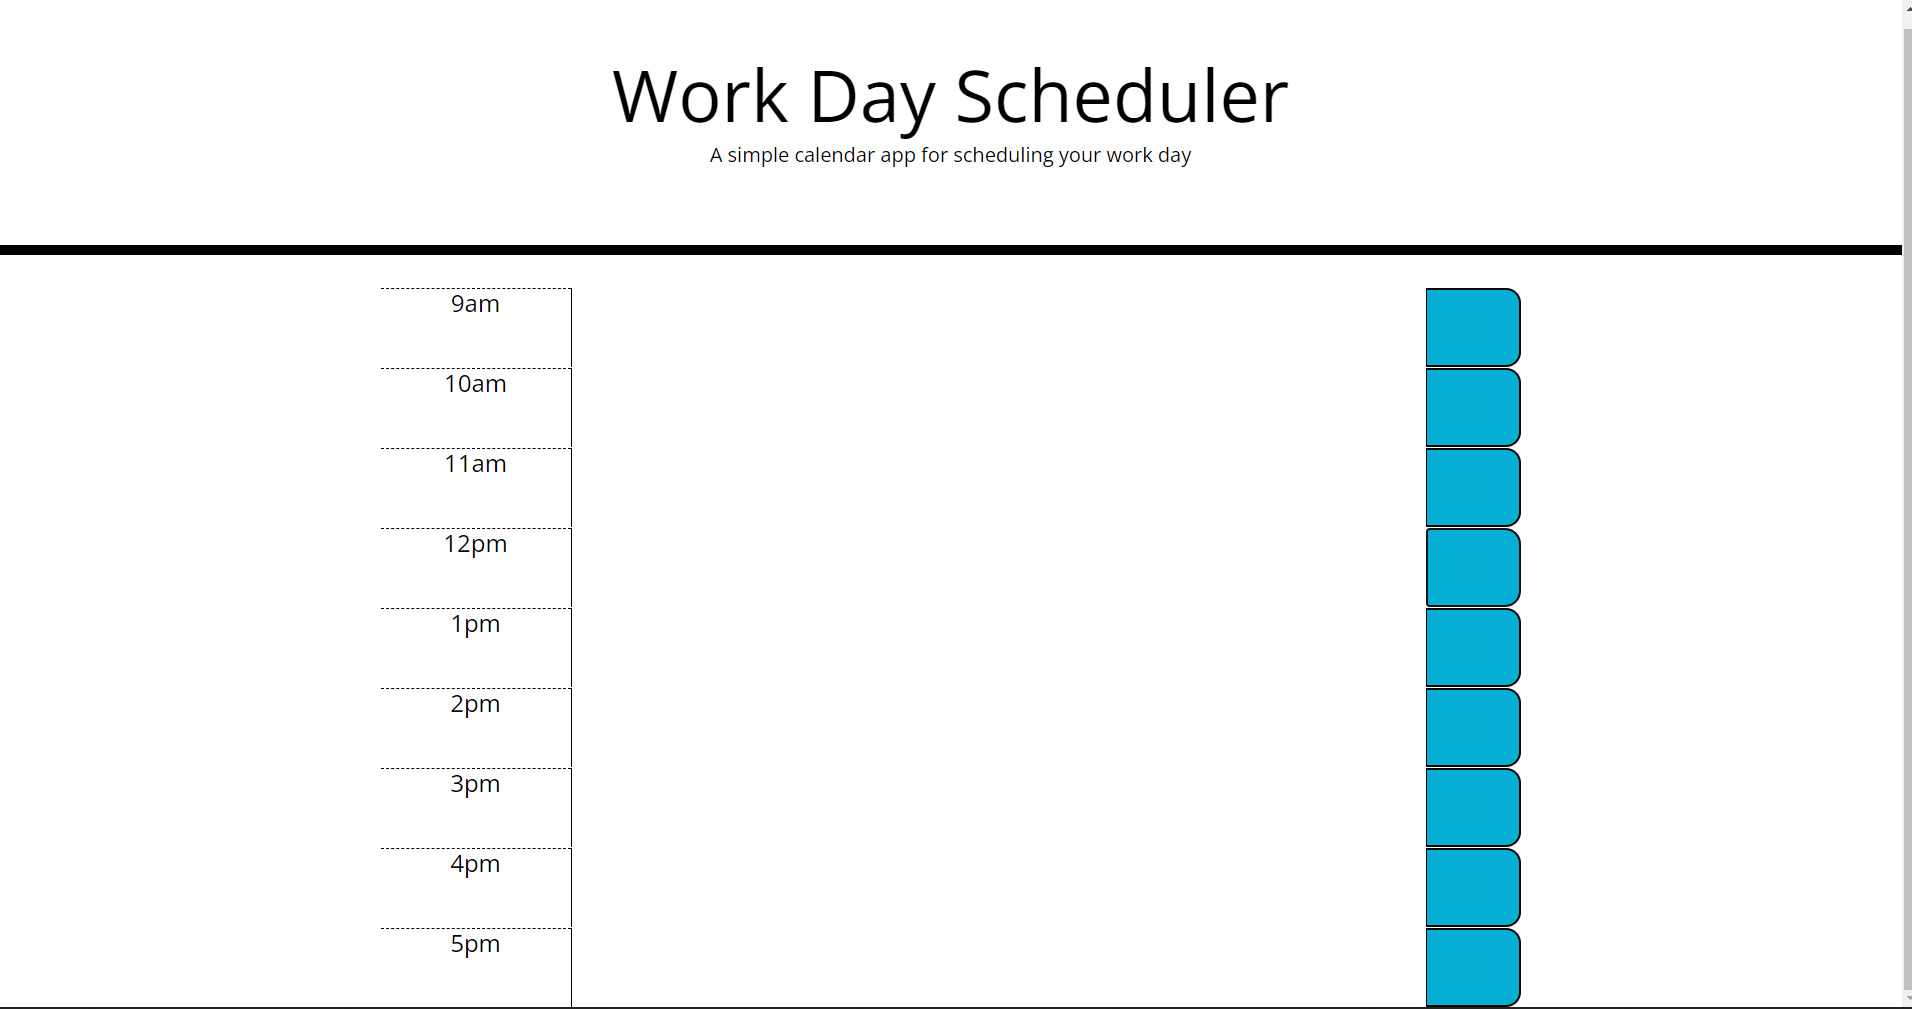 Work Day Scheduler
A simple calendar app for scheduling your work day
9am
10am
11am
12pm
1pm
2pm
3pm
4pm
5pm